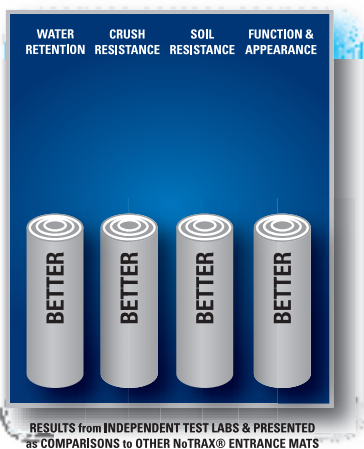 WATER RETENTION
CRUSH RESISTANCE
SOIL RESISTANCE
FUNCTION & APPEARANCE
BETTER
BETTER
BETTER
BETTER
RESULTS from INDEPENDENT TEST LABS & PRESENTED
as COMPARISONS to OTHER NoTRAX® ENTRANCE MATS